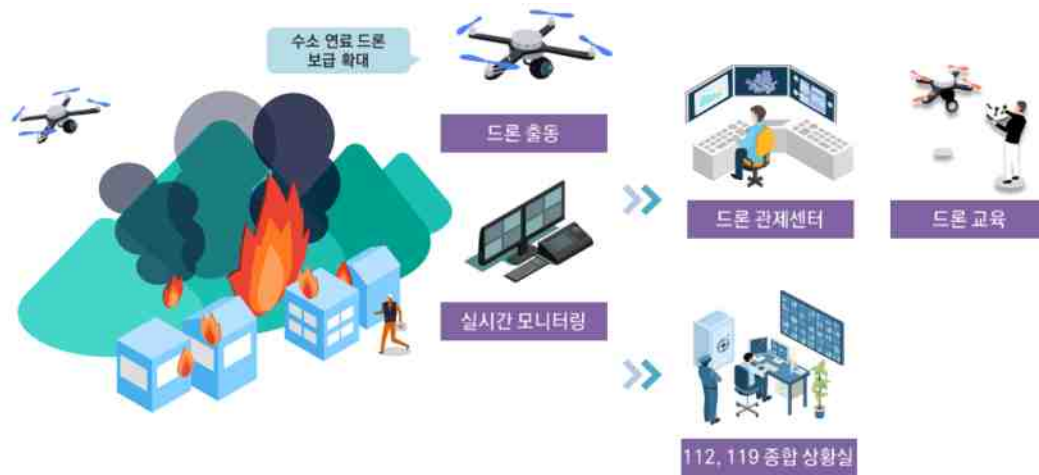 수소 연료 드론
보급 확대
드론 출동
드론 관제센터
드론 교육
실시간 모니터링
112, 119 종합 상황실